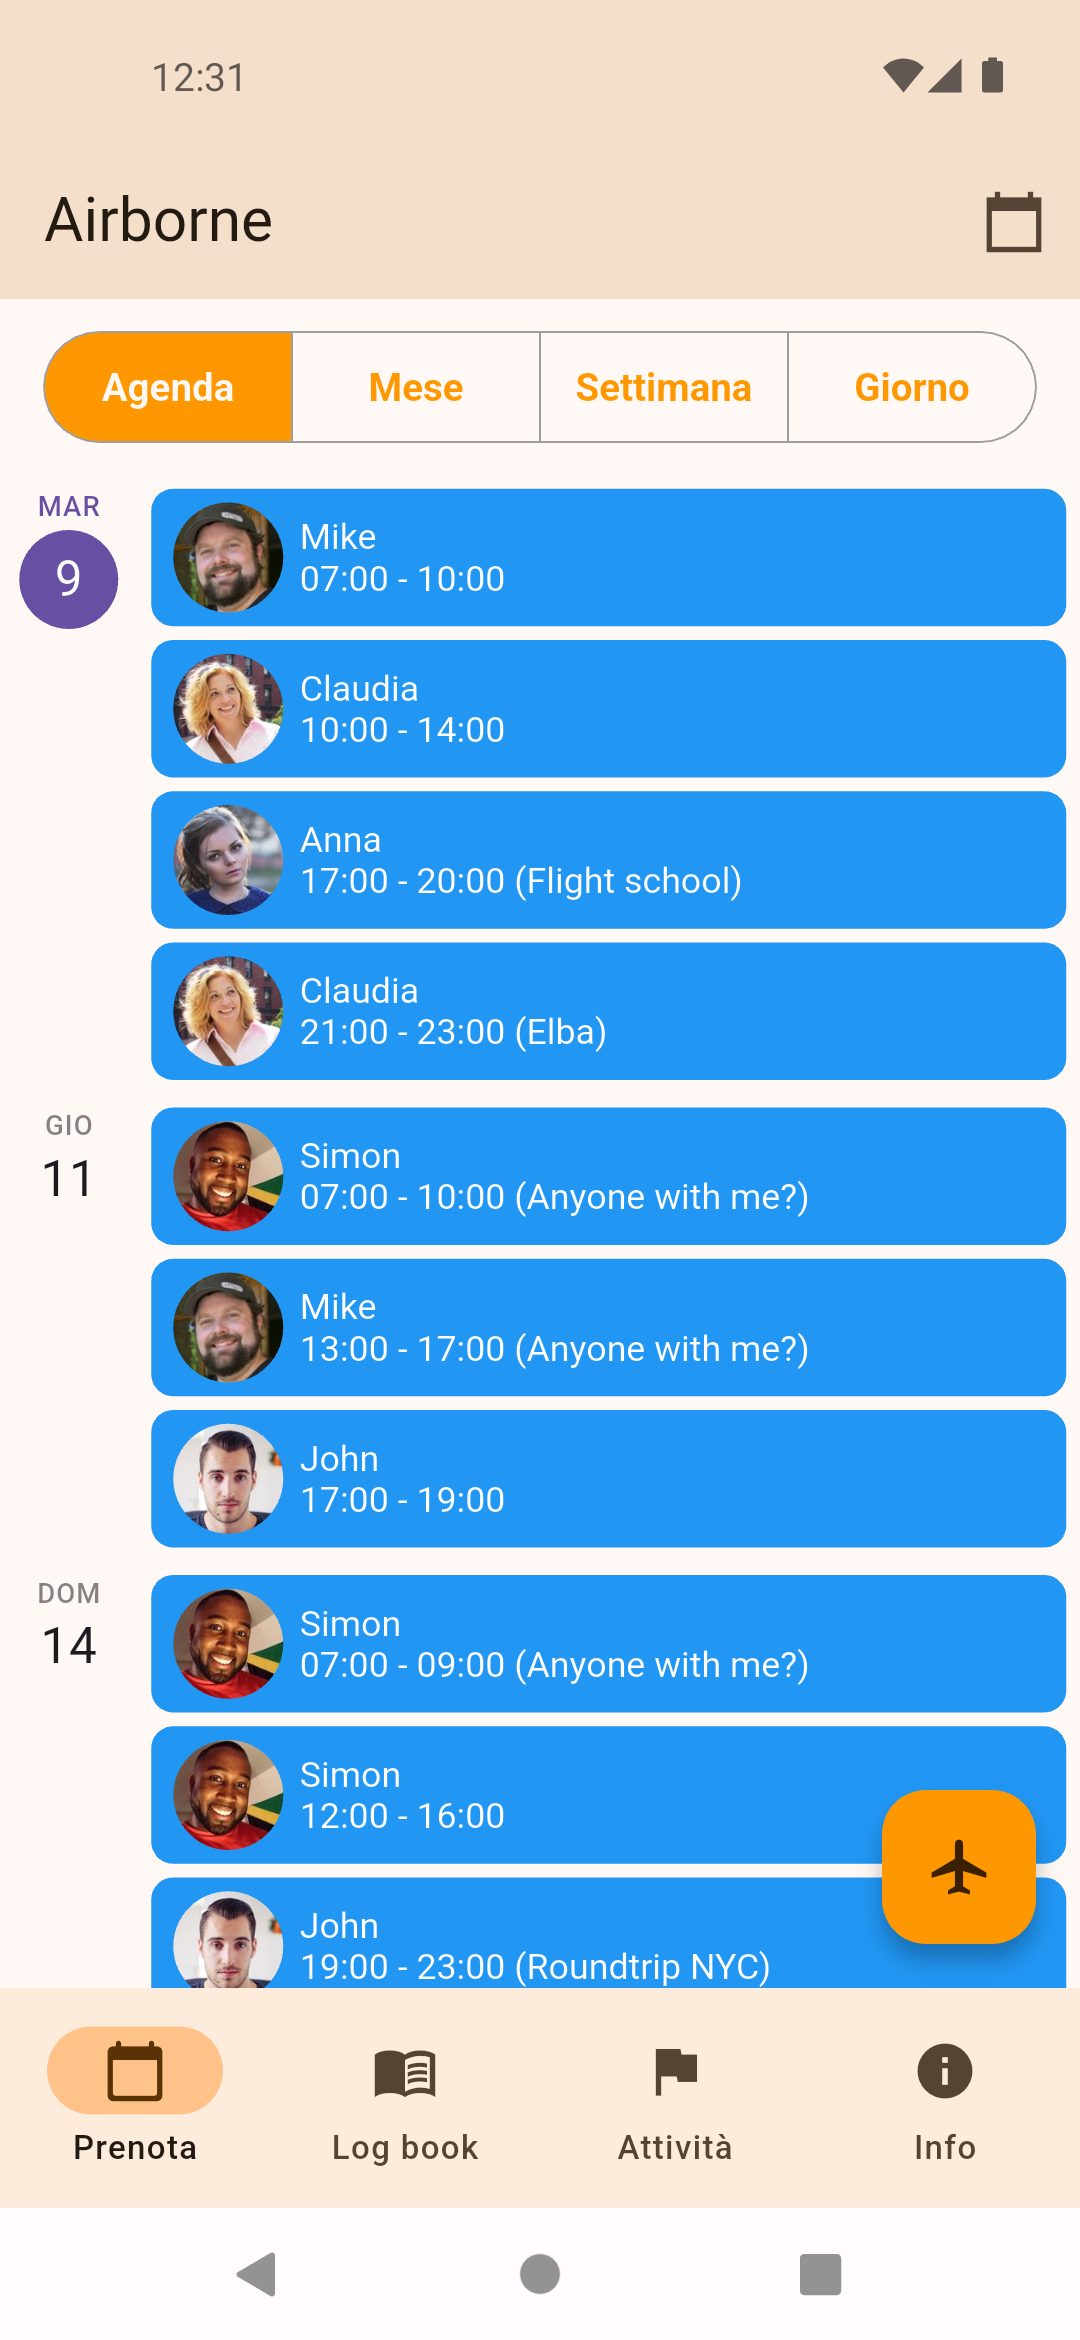 12:31
Airborne
Agenda
Mese
Settimana
Giorno
MAR
9
Mike
07:00 - 10:00
Claudia
10:00 - 14:00
Anna
17:00 - 20:00 (Flight school)
Claudia
21:00 - 23:00 (Elba)
GIO
11
Simon
07:00 - 10:00 (Anyone with me?)
Mike
13:00 - 17:00 (Anyone with me?)
John
17:00 - 19:00
DOM
14
Simon
07:00 - 09:00 (Anyone with me?)
Simon
12:00 - 16:00
John
19:00 - 23:00 (Roundtrip NYC)
Prenota
Log book
Attività
Info